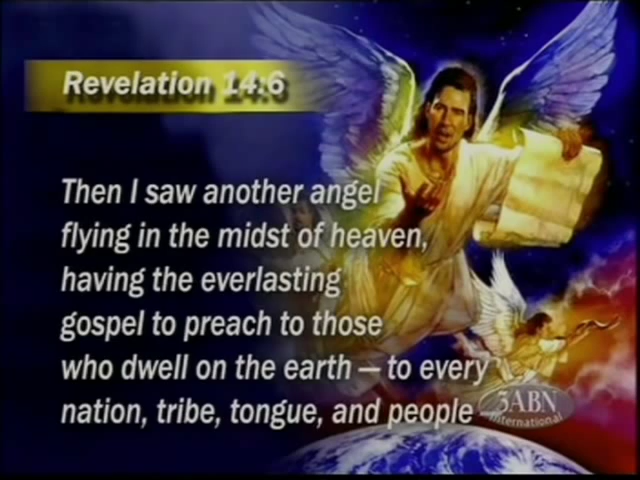 Revelation 14:6
Then I saw another angel
flying in the midst of heaven,
having the everlasting
gospel to preach to those
who dwell on the earth — to every
nation, tribe, tongue, and people
3ABN
International